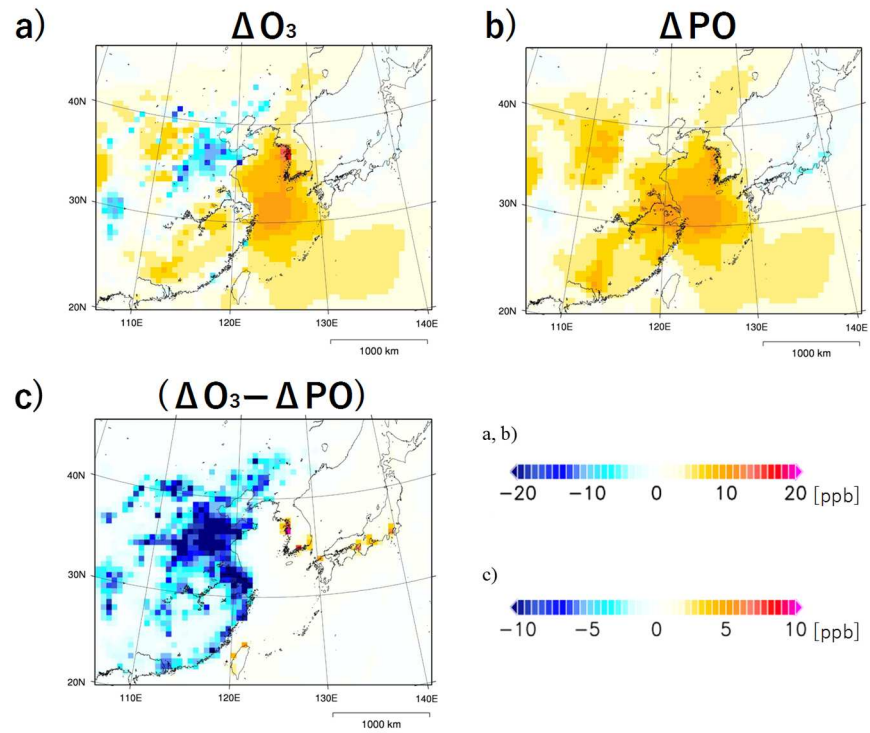 a)
ΔO₃
b)
ΔPO
40N
30N
20N
110E
120E
130E
140E
1000 km
40N
30N
20N
110E
120E
130E
140E
1000 km
c)
(ΔO₃−ΔPO)
40N
30N
20N
110E
120E
130E
140E
1000 km
a, b)
−20 −10 0 10 20 [ppb]
c)
−10 −5 0 5 10 [ppb]